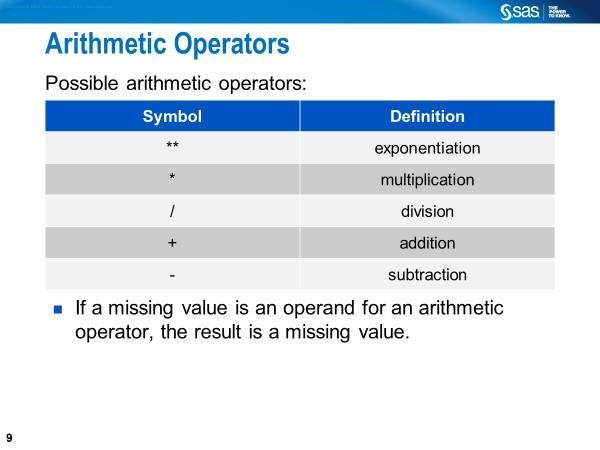 sas
THE
POWER
TO KNOW.
Arithmetic Operators
Possible arithmetic operators:
Symbol Definition
** exponentiation
* multiplication
/ division
+ addition
- subtraction
If a missing value is an operand for an arithmetic
operator, the result is a missing value.
9